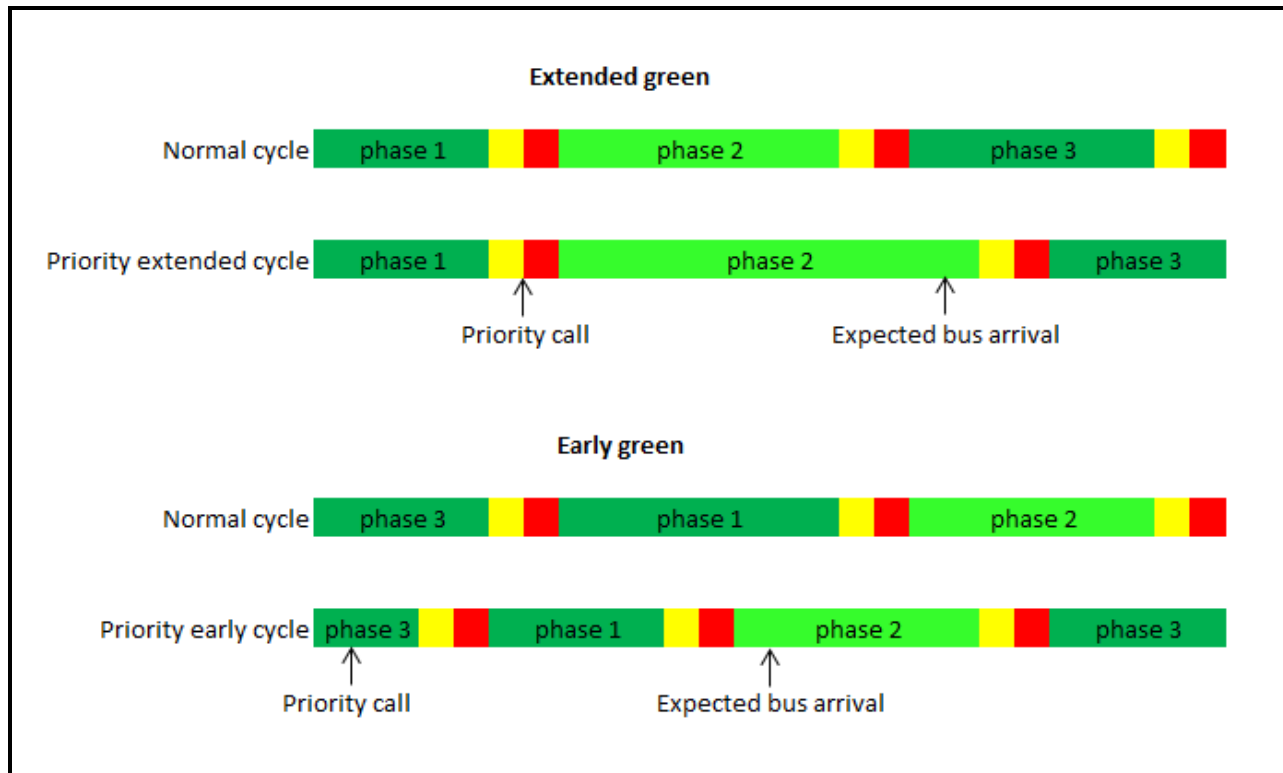 Extended green
Normal cycle phase 1 phase 2 phase 3
Priority extended cycle phase 1 phase 2 phase 3
Priority call Expected bus arrival
Early green
Normal cycle phase 3 phase 1 phase 2
Priority early cycle phase 3 phase 1 phase 2 phase 3
Priority call Expected bus arrival